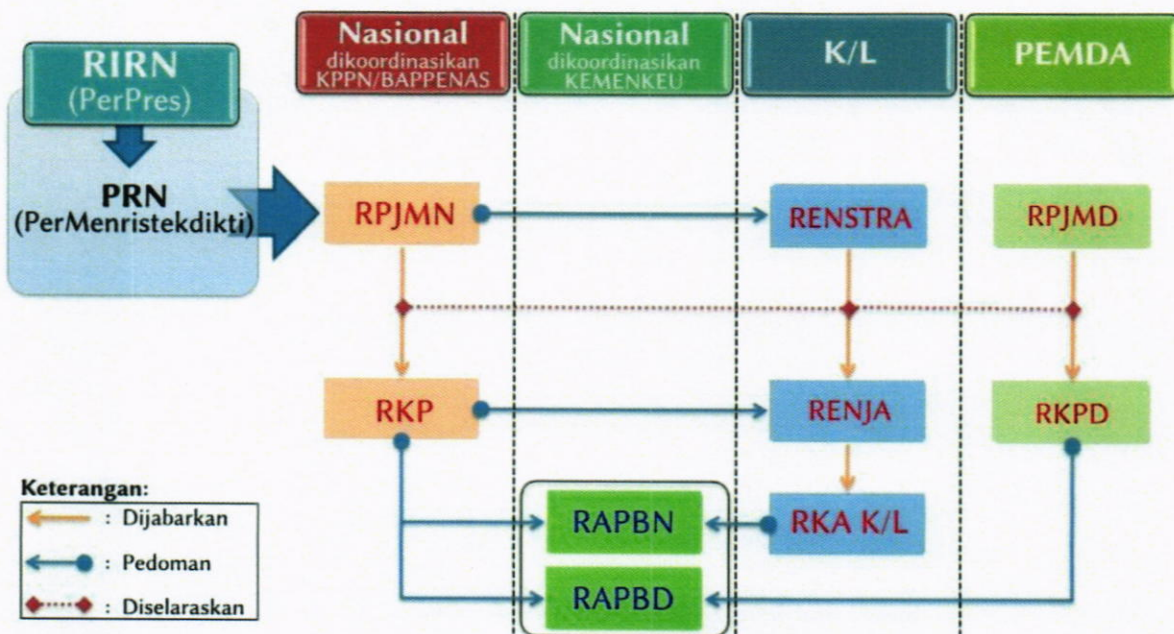 RIRN
(PerPres)
PRN
(PerMenristekdikti)
Nasional
dikoordinasikan
KPPN/BAPPENAS
Nasional
dikoordinasikan
KEMENKEU
K/L
PEMDA
RPJMN
RENSTRA
RPJMD
RKP
RENJA
RKPD
RAPBN
RKA K/L
RAPBD
Keterangan:
: Dijabarkan
: Pedoman
: Diselaraskan